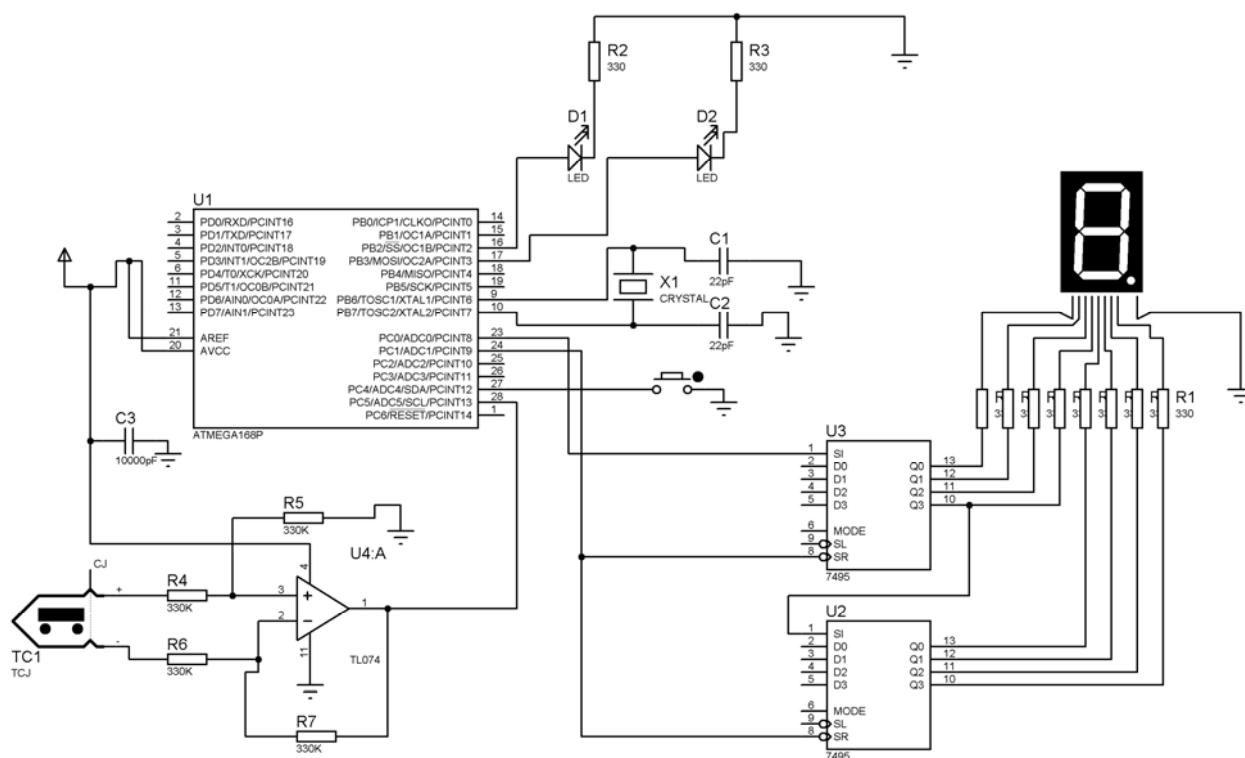 R2
330
R3
330
D1
LED
D2
LED
U1
2 PD0/RXD/PCINT16
3 PD1/TXD/PCINT17
4 PD2/INT0/PCINT18
5 PD3/INT1/OC2B/PCINT19
6 PD4/T0/XCK/PCINT20
11 PD5/T1/OC0B/PCINT21
12 PD6/AIN0/OC0A/PCINT22
13 PD7/AIN1/PCINT23
21 AREF
20 AVCC
PB0/ICP1/CLKO/PCINT0 14
PB1/OC1A/PCINT1 15
PB2/SS/OC1B/PCINT2 16
PB3/MOSI/OC2A/PCINT3 17
PB4/MISO/PCINT4 18
PB5/SCK/PCINT5 19
PB6/TOSC1/XTAL1/PCINT6 9
PB7/TOSC2/XTAL2/PCINT7 10
PC0/ADC0/PCINT8 23
PC1/ADC1/PCINT9 24
PC2/ADC2/PCINT10 25
PC3/ADC3/PCINT11 26
PC4/ADC4/SDA/PCINT12 27
PC5/ADC5/SCL/PCINT13 28
PC6/RESET/PCINT14 1
ATMEGA168P
C1
22pF
X1
CRYSTAL
C2
22pF
C3
10000pF
R1
330
U3
1 SI
2 D0
3 D1
4 D2
5 D3
6 MODE
9 SL
8 SR
Q0 13
Q1 12
Q2 11
Q3 10
7495
U2
1 SI
2 D0
3 D1
4 D2
5 D3
6 MODE
9 SL
8 SR
Q0 13
Q1 12
Q2 11
Q3 10
7495
R5
330K
U4:A
4
3
2
1
11
TL074
CJ
+
-
TC1
TCJ
R4
330K
R6
330K
R7
330K